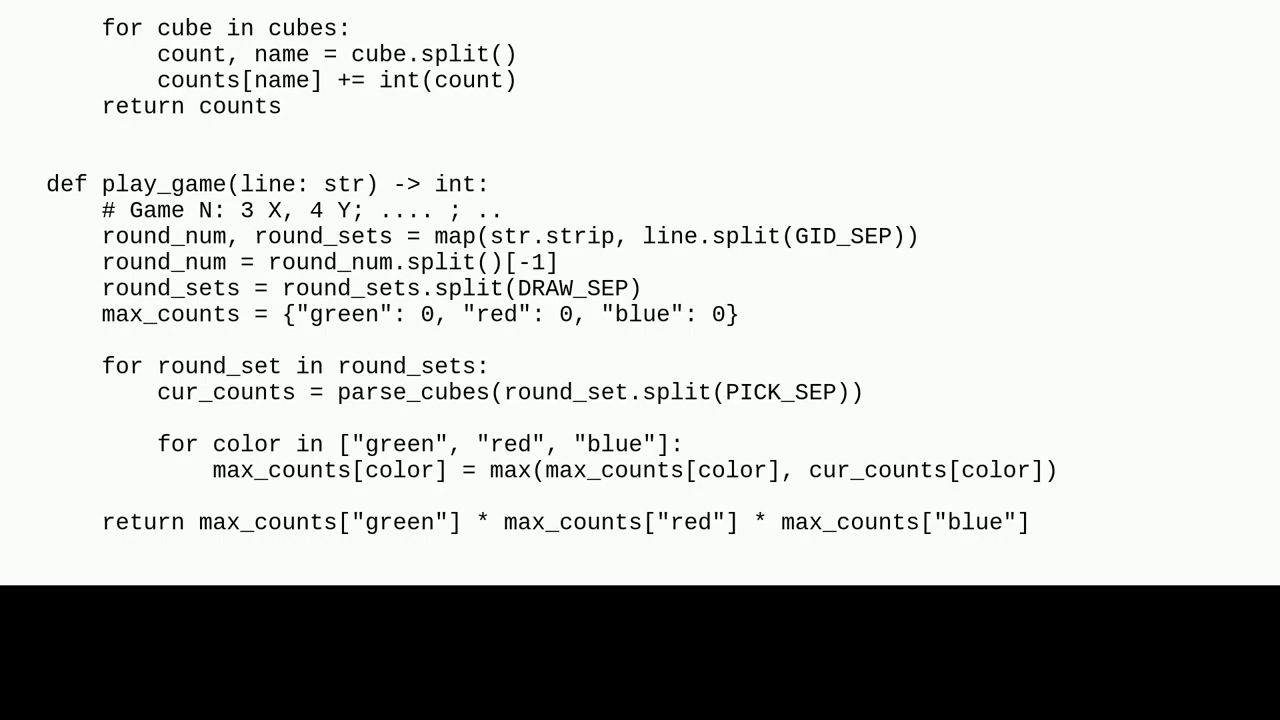 for cube in cubes:
        count, name = cube.split()
        counts[name] += int(count)
    return counts


def play_game(line: str) -> int:
    # Game N: 3 X, 4 Y; .... ; ..
    round_num, round_sets = map(str.strip, line.split(GID_SEP))
    round_num = round_num.split()[-1]
    round_sets = round_sets.split(DRAW_SEP)
    max_counts = {"green": 0, "red": 0, "blue": 0}

    for round_set in round_sets:
        cur_counts = parse_cubes(round_set.split(PICK_SEP))

        for color in ["green", "red", "blue"]:
            max_counts[color] = max(max_counts[color], cur_counts[color])

    return max_counts["green"] * max_counts["red"] * max_counts["blue"]